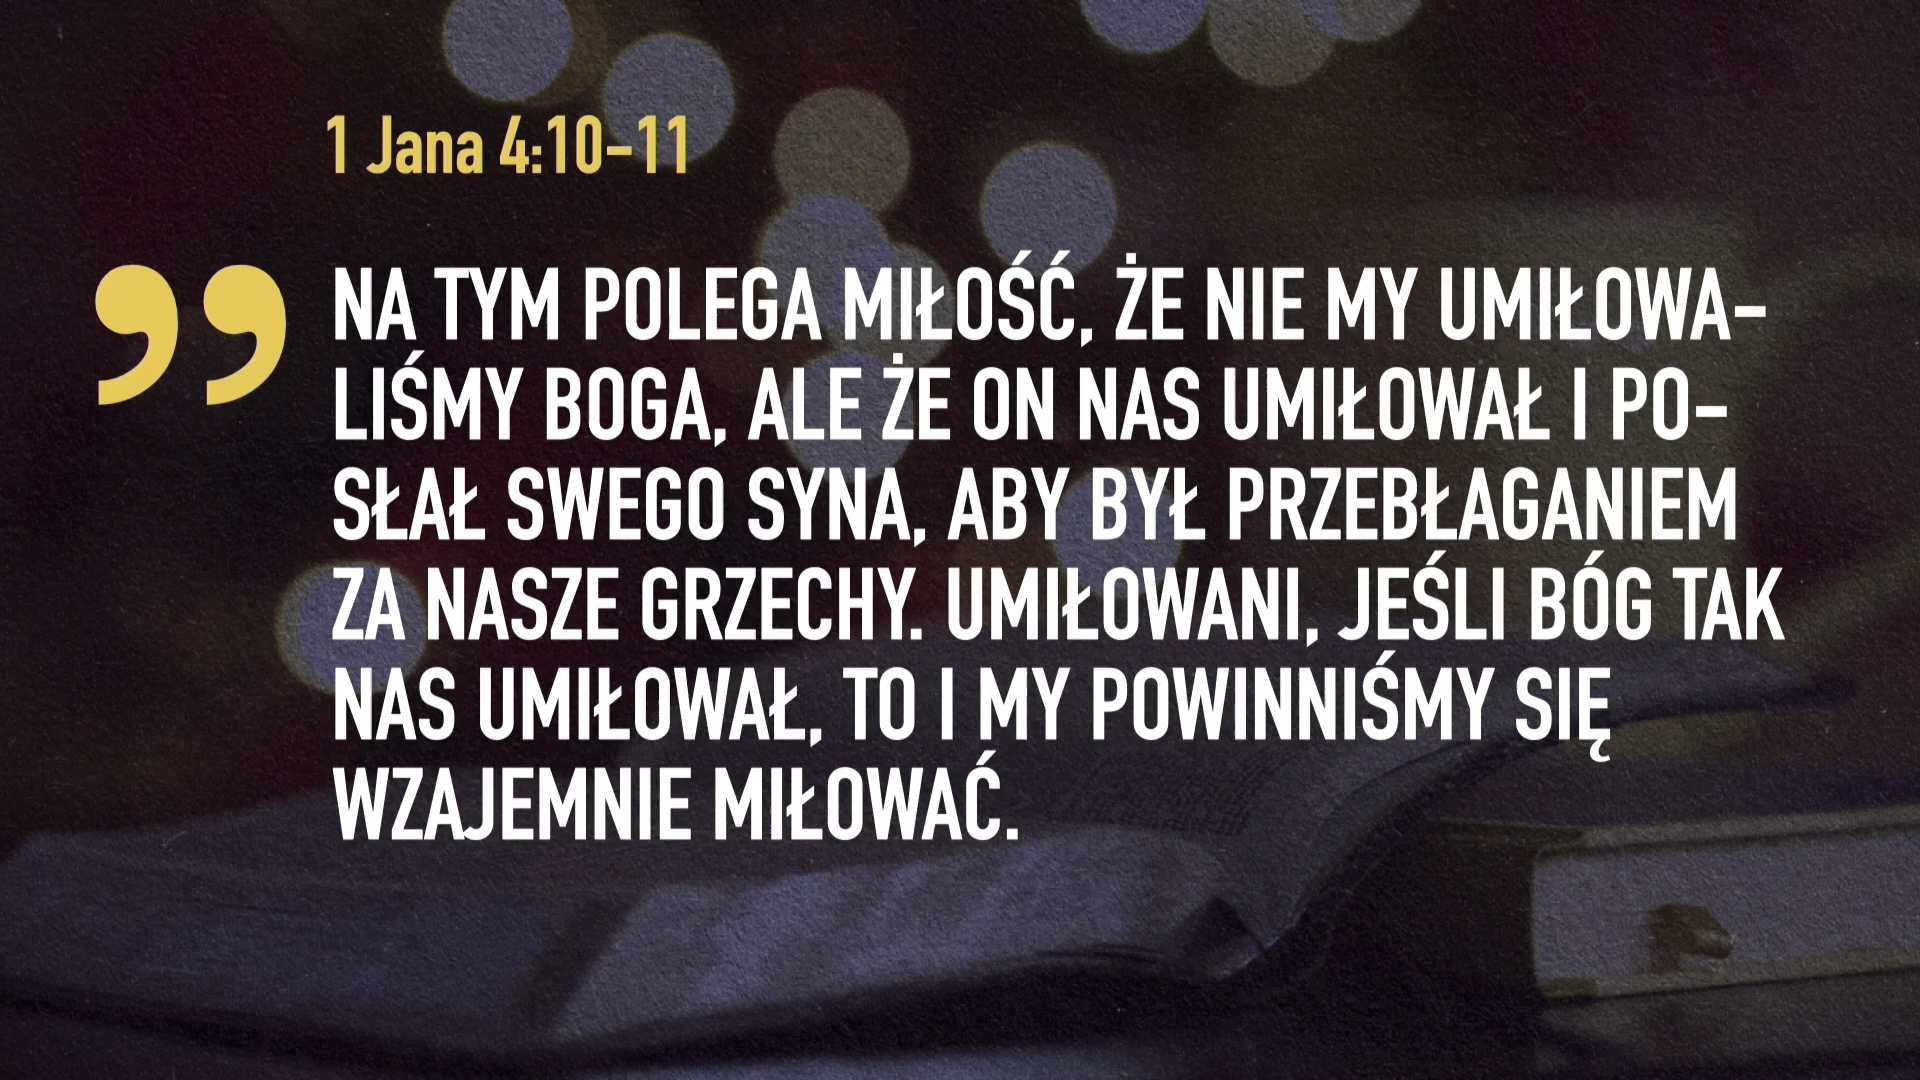 1 Jana 4:10-11
” NA TYM POLEGA MIŁOŚĆ, ŻE NIE MY UMIŁOWA-
LIŚMY BOGA, ALE ŻE ON NAS UMIŁOWAŁ I PO-
SŁAŁ SWEGO SYNA, ABY BYŁ PRZEBŁAGANIEM
ZA NASZE GRZECHY. UMIŁOWANI, JEŚLI BÓG TAK
NAS UMIŁOWAŁ, TO I MY POWINNIŚMY SIĘ
WZAJEMNIE MIŁOWAĆ.